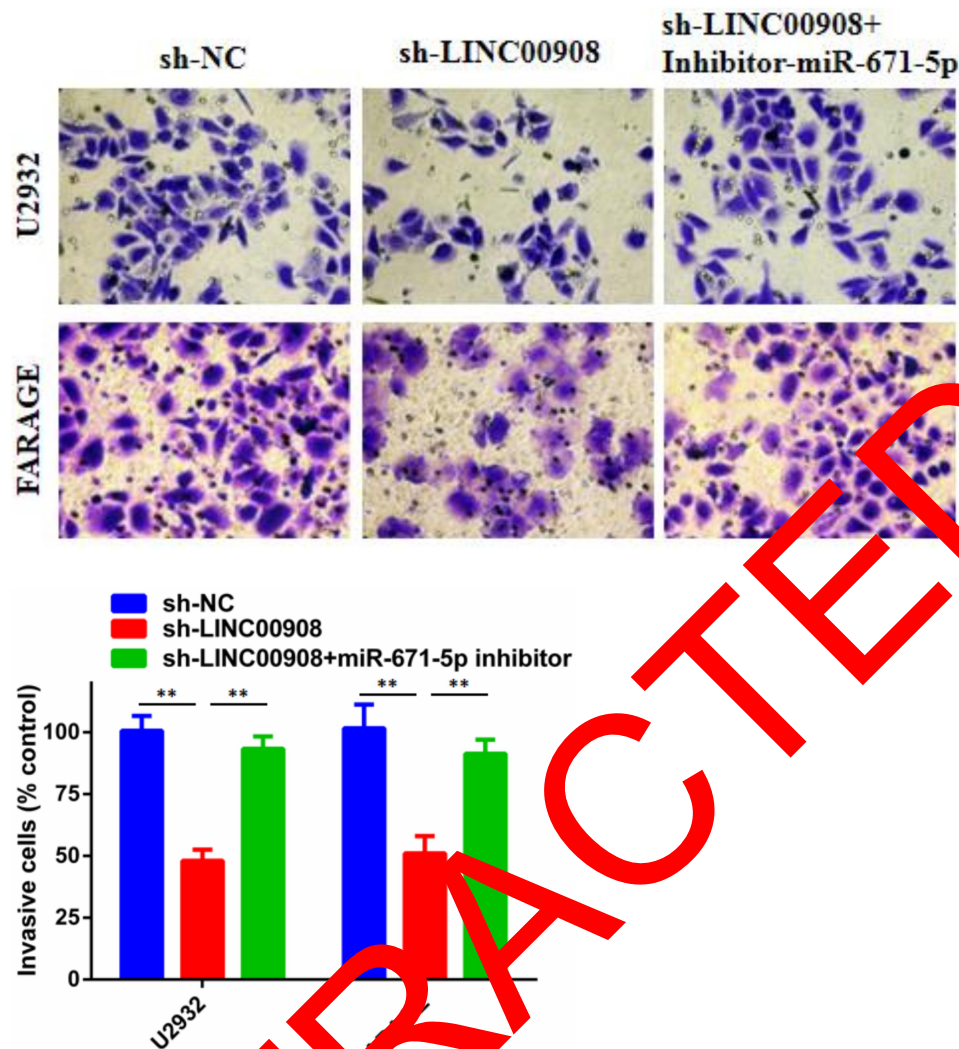 sh-NC
sh-LINC00908
sh-LINC00908+
Inhibitor-miR-671-5p
U2932
FARAGE
sh-NC
sh-LINC00908
sh-LINC00908+miR-671-5p inhibitor
Invasive cells (% control)
** ** ** **
100
75
50
25
0
U2932